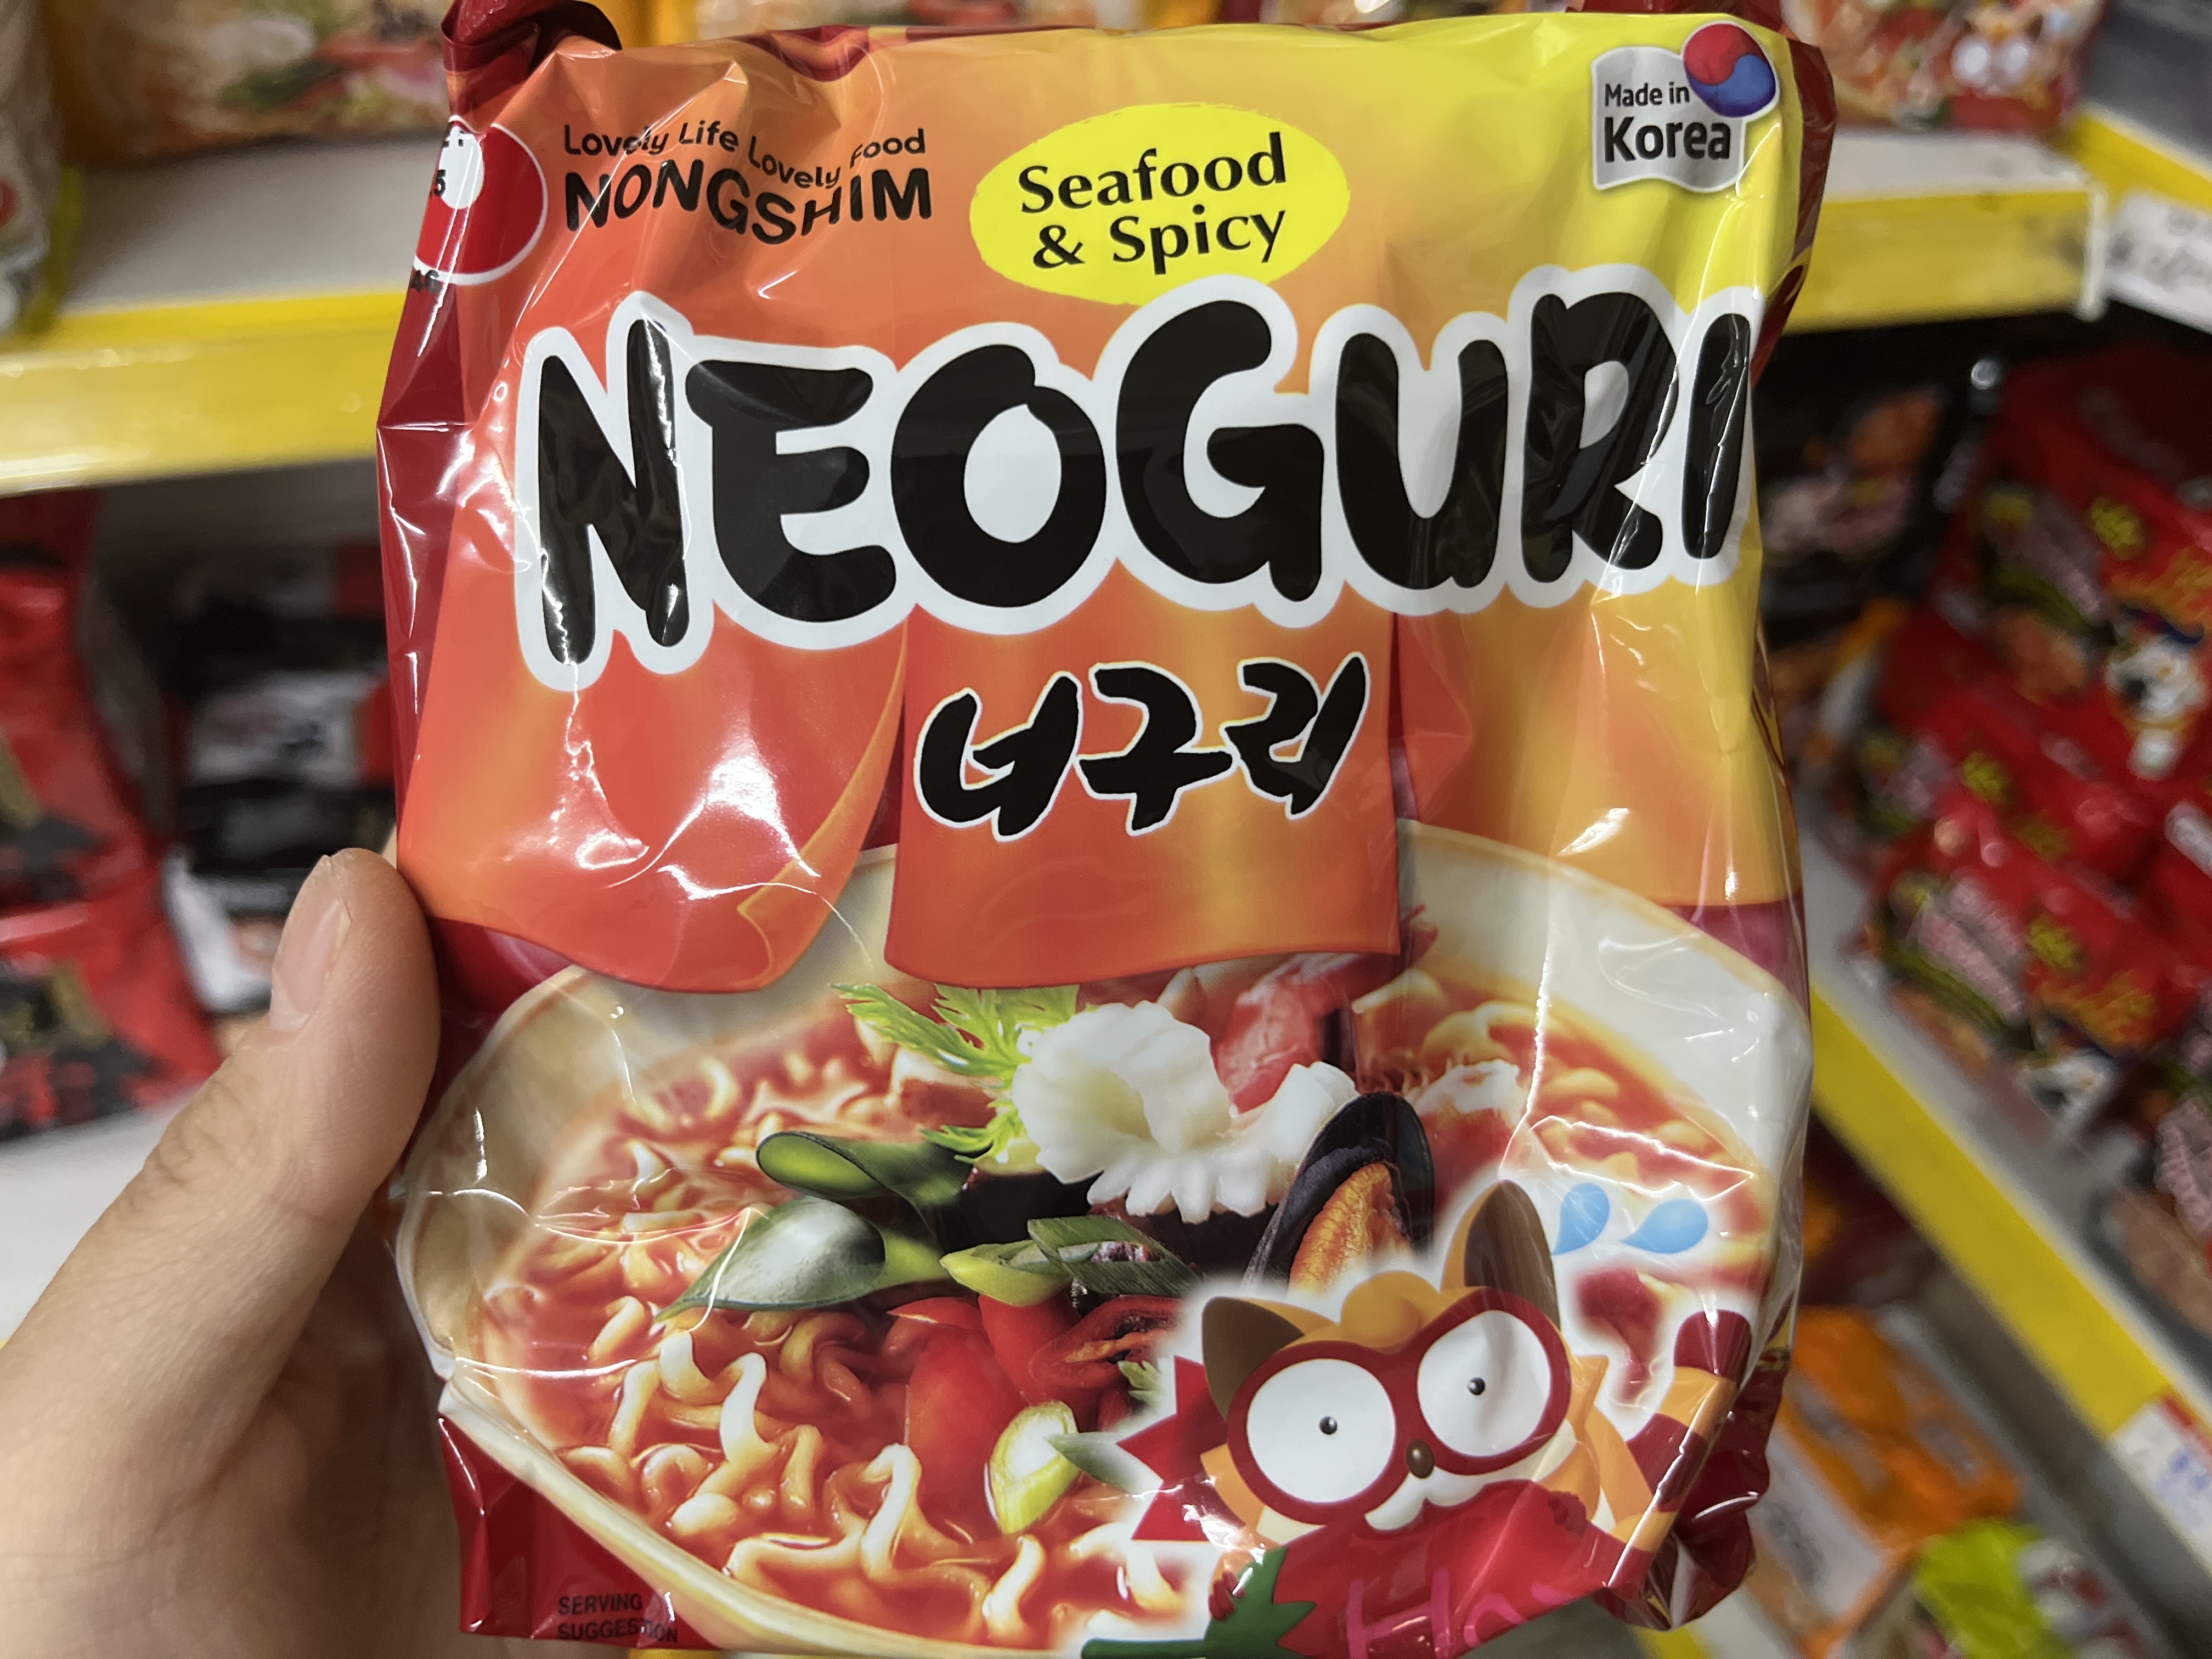 Lovely Life Lovely Food
NONGSHIM
Seafood
& Spicy
Made in
Korea
NEOGURI
너구리
SERVING
SUGGESTION